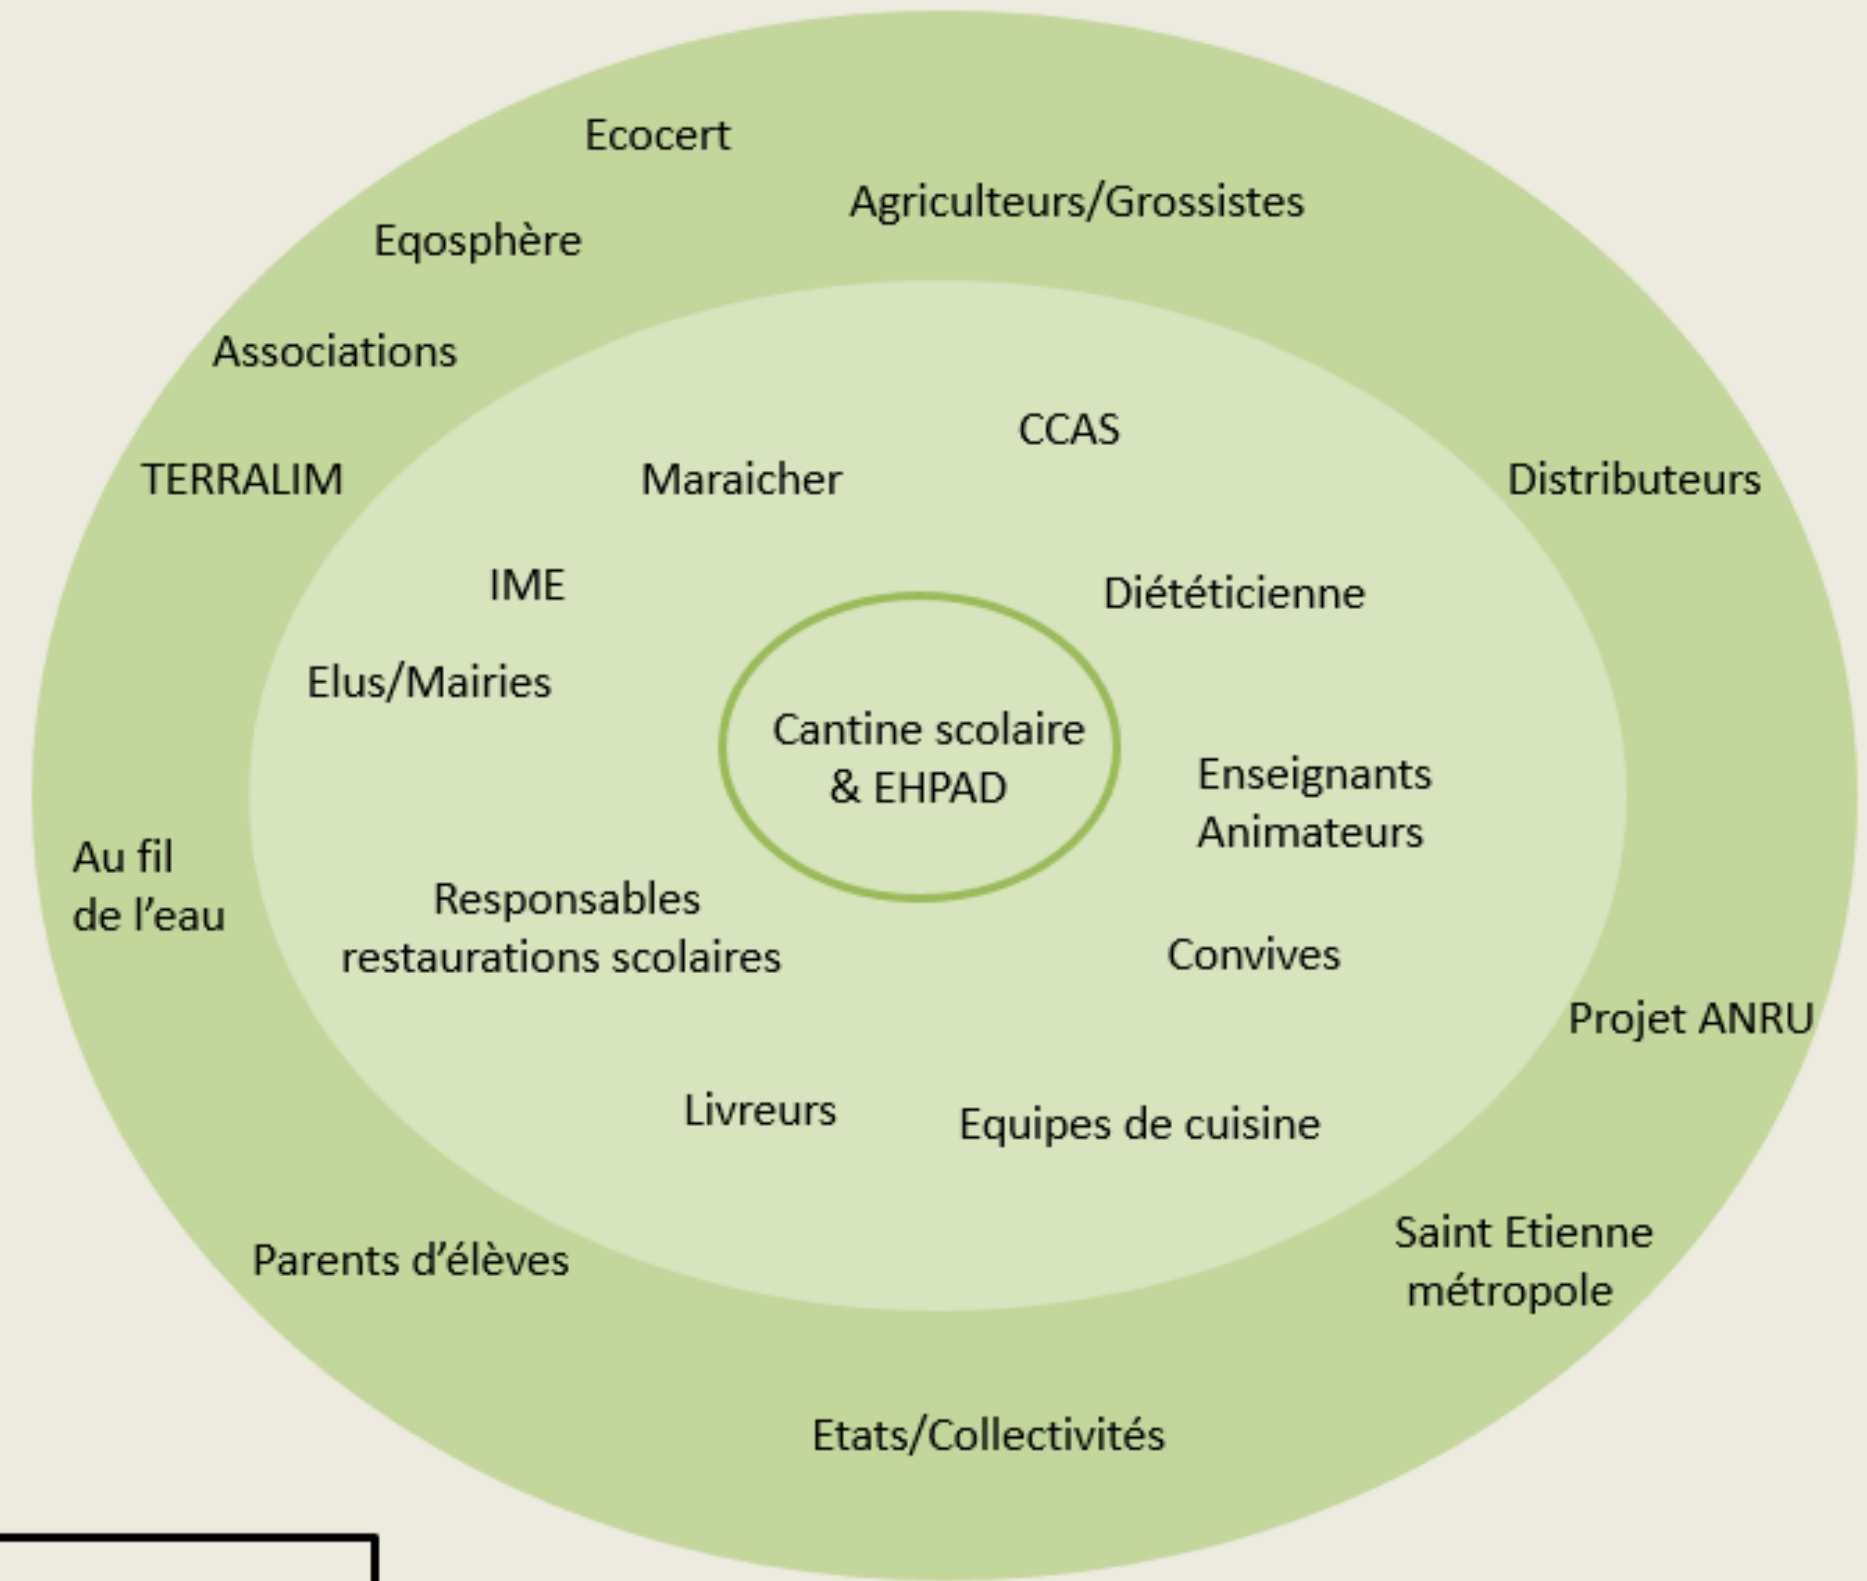 Ecocert
Agriculteurs/Grossistes
Eqosphère
Associations
CCAS
TERRALIM
Maraicher
Distributeurs
IME
Diététicienne
Elus/Mairies
Cantine scolaire
& EHPAD
Enseignants
Animateurs
Au fil
de l’eau
Responsables
restaurations scolaires
Convives
Projet ANRU
Livreurs
Equipes de cuisine
Parents d’élèves
Saint Etienne
métropole
Etats/Collectivités